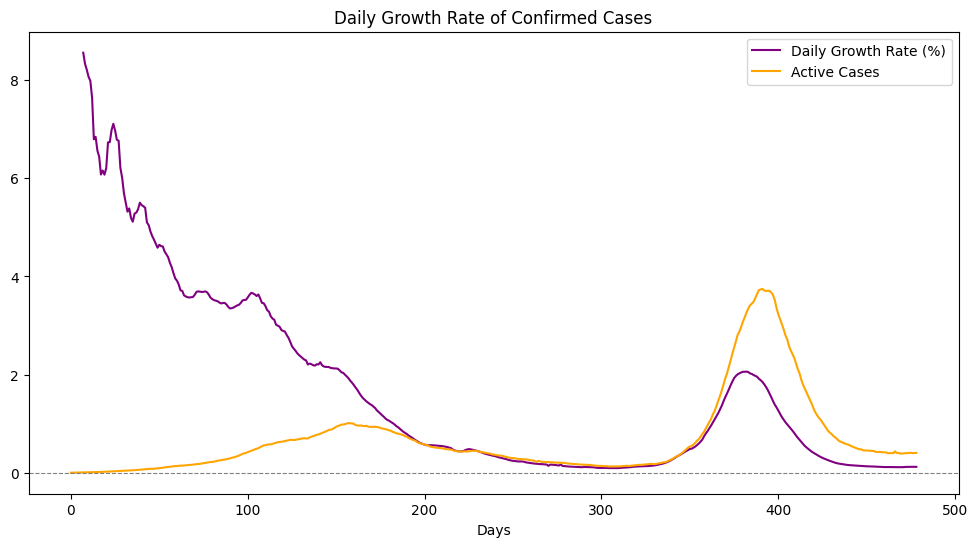 Daily Growth Rate of Confirmed Cases
Daily Growth Rate (%)
Active Cases
8
6
4
2
0
0 100 200 300 400 500
Days